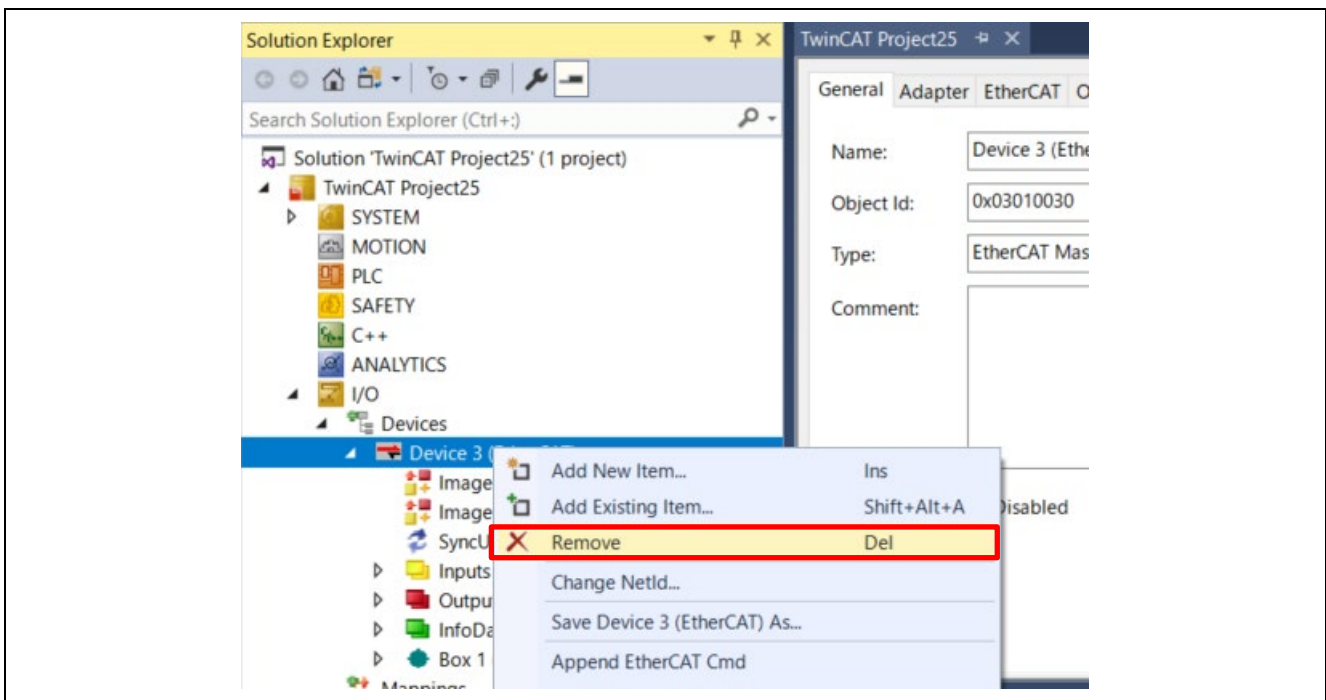 Solution Explorer
Search Solution Explorer (Ctrl+:)
Solution 'TwinCAT Project25' (1 project)
TwinCAT Project25
SYSTEM
MOTION
PLC
SAFETY
C++
ANALYTICS
I/O
Devices
Device 3
Image
Image
SyncU
Inputs
Outpu
InfoDa
Box 1
Mappings
Add New Item... Ins
Add Existing Item... Shift+Alt+A
Remove Del
Change NetId...
Save Device 3 (EtherCAT) As...
Append EtherCAT Cmd
TwinCAT Project25
General Adapter EtherCAT O
Name: Device 3 (Ethe
Object Id: 0x03010030
Type: EtherCAT Mas
Comment:
Disabled